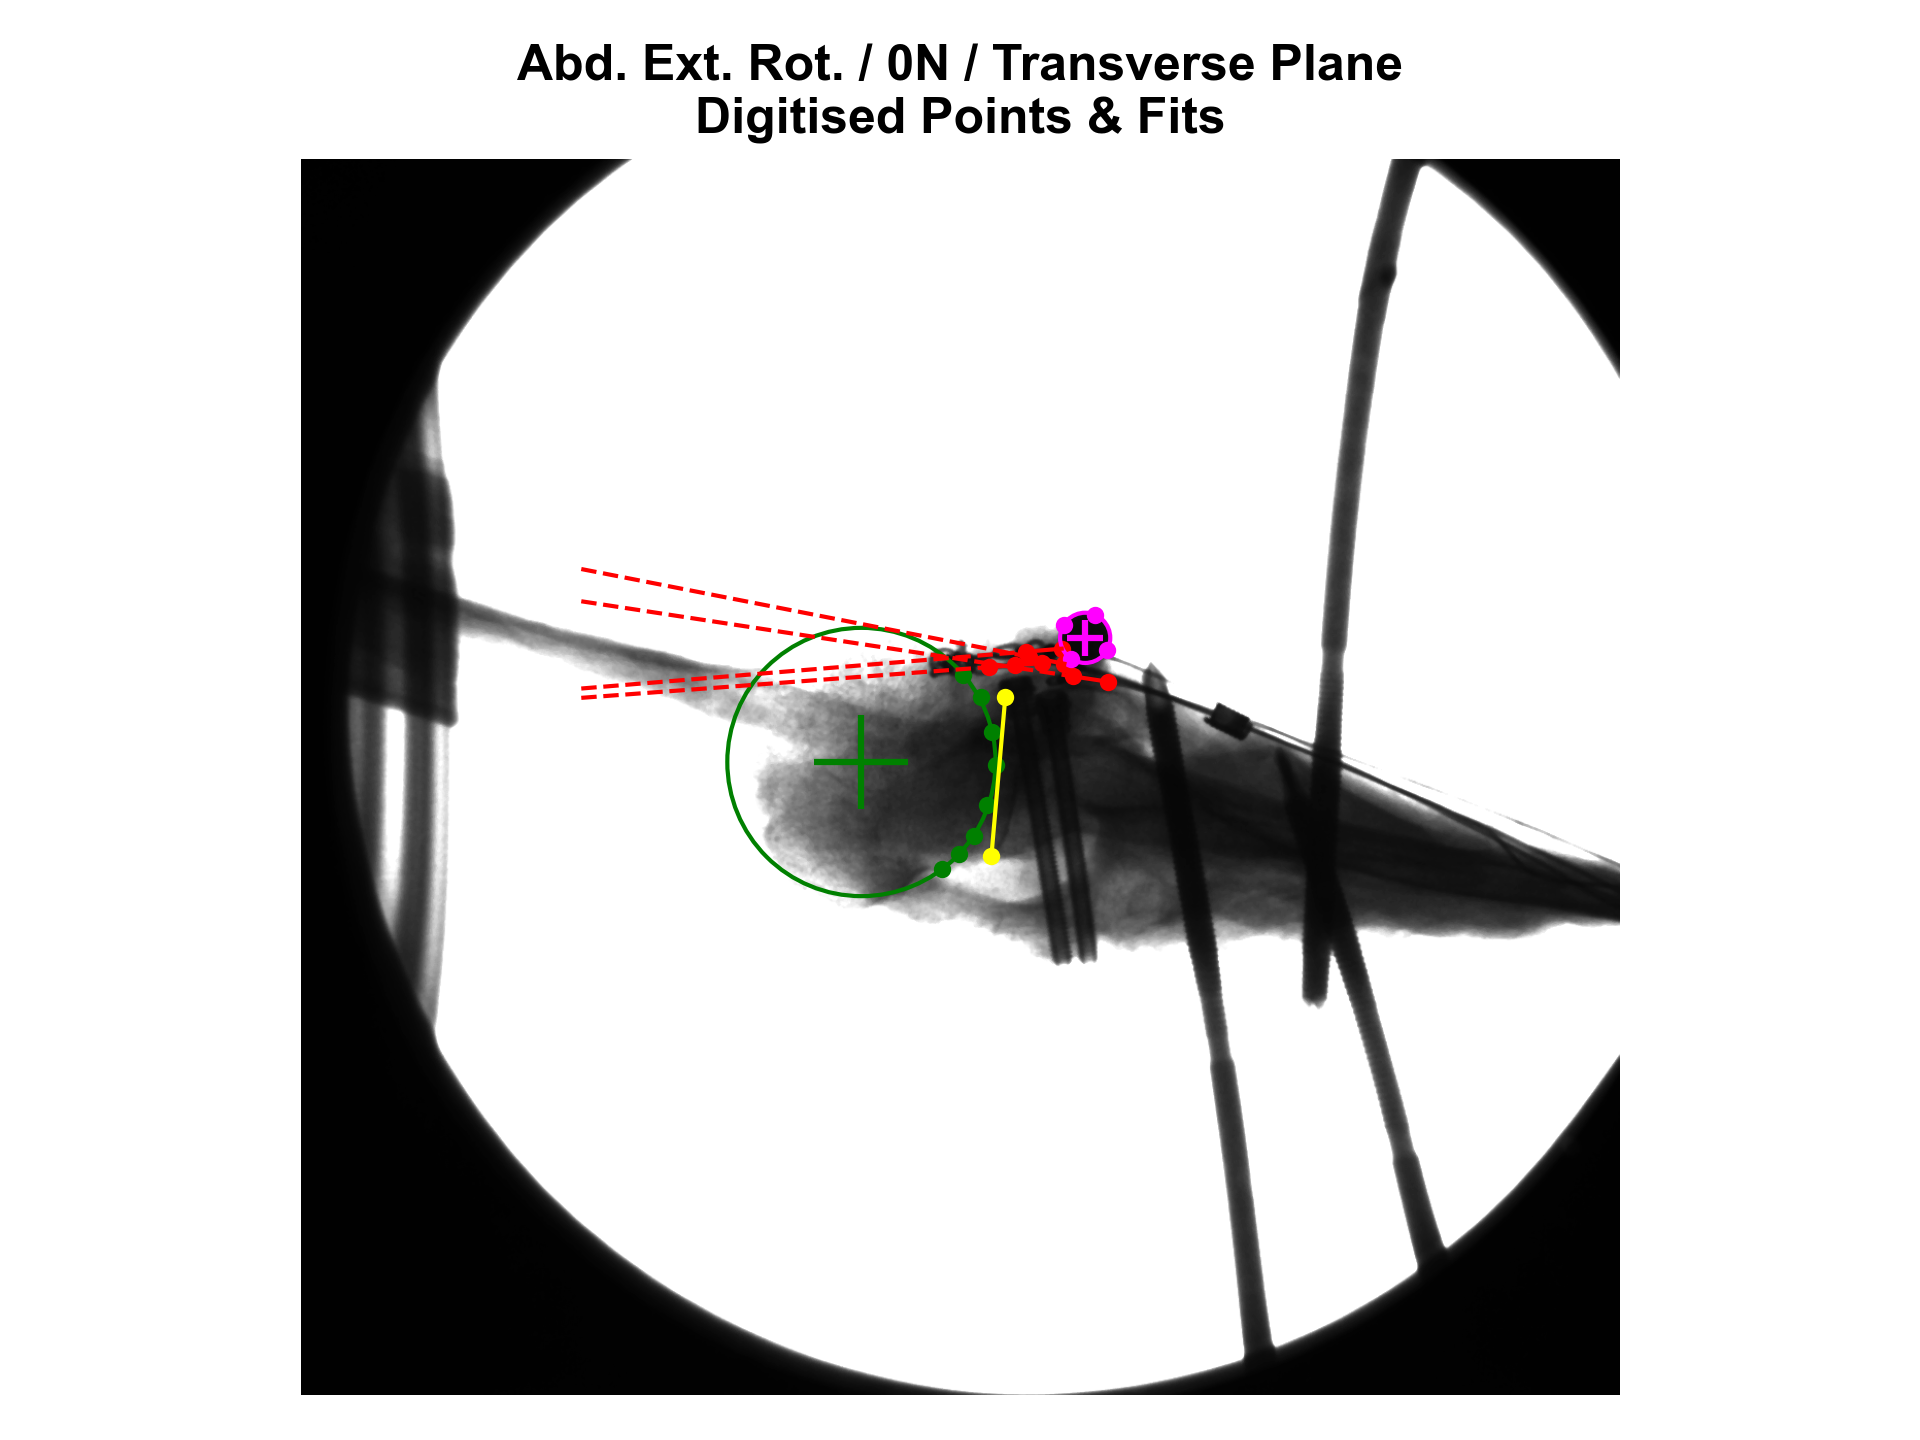 Abd. Ext. Rot. / 0N / Transverse Plane
Digitised Points & Fits